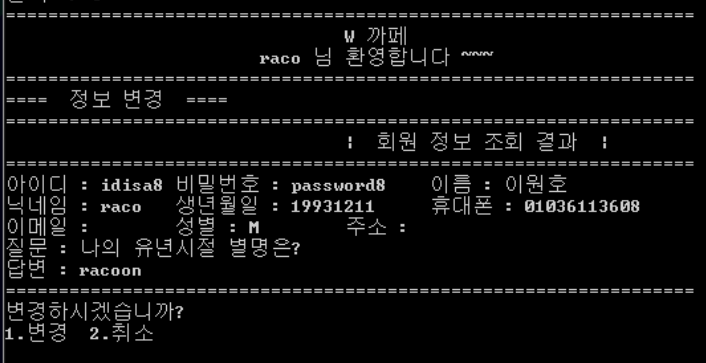 W 까페
raco 님 환영합니다 ~~~
==== 정보 변경 ====
| 회원 정보 조회 결과 |
아이디 : idisa8 비밀번호 : password8 이름 : 이원호
닉네임 : raco 생년월일 : 19931211 휴대폰 : 01036113608
이메일 : 성별 : M 주소 :
질문 : 나의 유년시절 별명은?
답변 : racoon
변경하시겠습니까?
1.변경 2.취소